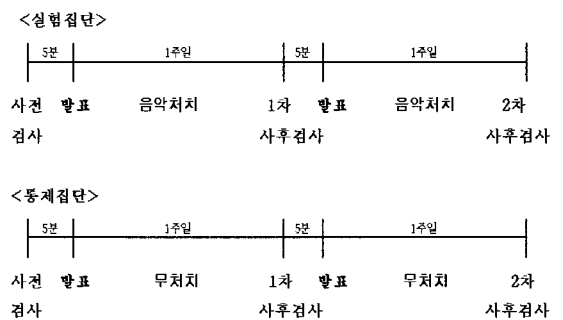 <실험집단>
5분 1주일 5분 1주일
사전 발표 음악처치 1차 발표 음악처치 2차
검사 사후검사 사후검사
<통제집단>
5분 1주일 5분 1주일
사전 발표 무처치 1차 발표 무처치 2차
검사 사후검사 사후검사